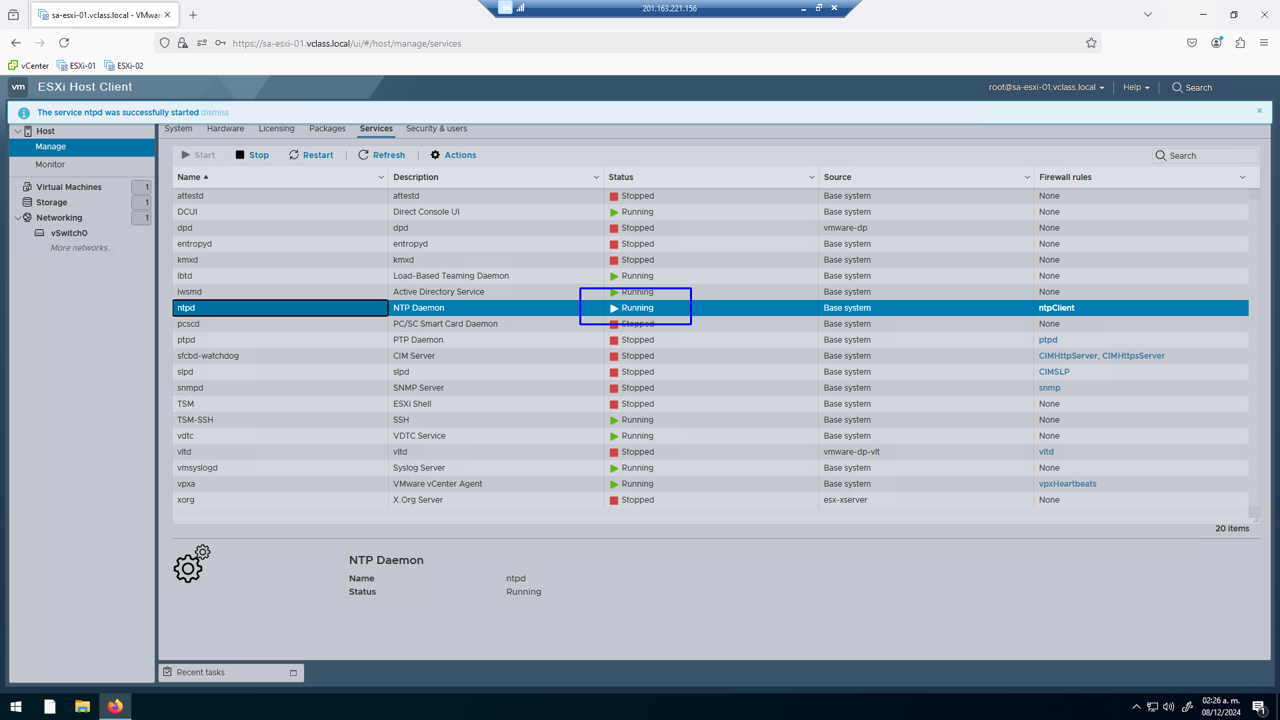 sa-esxi-01.vclass.local - VMwar
201.163.221.156
https://sa-esxi-01.vclass.local/ui/#/host/manage/services
vCenter ESXi-01 ESXi-02
vm ESXi Host Client root@sa-esxi-01.vclass.local Help Search
The service ntpd was successfully started dismiss
Host System Hardware Licensing Packages Services Security & users
Manage
Monitor
Virtual Machines 1
Storage 1
Networking 1
vSwitch0
More networks...
Start Stop Restart Refresh Actions Search
Name Description Status Source Firewall rules
attestd attestd Stopped Base system None
DCUI Direct Console UI Running Base system None
dpd dpd Stopped vmware-dp None
entropyd entropyd Stopped Base system None
kmxd kmxd Stopped Base system None
lbtd Load-Based Teaming Daemon Running Base system None
lwsmd Active Directory Service Running Base system None
ntpd NTP Daemon Running Base system ntpClient
pcscd PC/SC Smart Card Daemon Stopped Base system None
ptpd PTP Daemon Stopped Base system ptpd
sfcbd-watchdog CIM Server Stopped Base system CIMHttpServer, CIMHttpsServer
slpd slpd Stopped Base system CIMSLP
snmpd SNMP Server Stopped Base system snmp
TSM ESXi Shell Stopped Base system None
TSM-SSH SSH Running Base system None
vdtc VDTC Service Running Base system None
vltd vltd Stopped vmware-dp-vlt vltd
vmsyslogd Syslog Server Running Base system None
vpxa VMware vCenter Agent Running Base system vpxHeartbeats
xorg X.Org Server Stopped esx-xserver None
20 items
NTP Daemon
Name ntpd
Status Running
Recent tasks
02:26 a. m.
08/12/2024
1